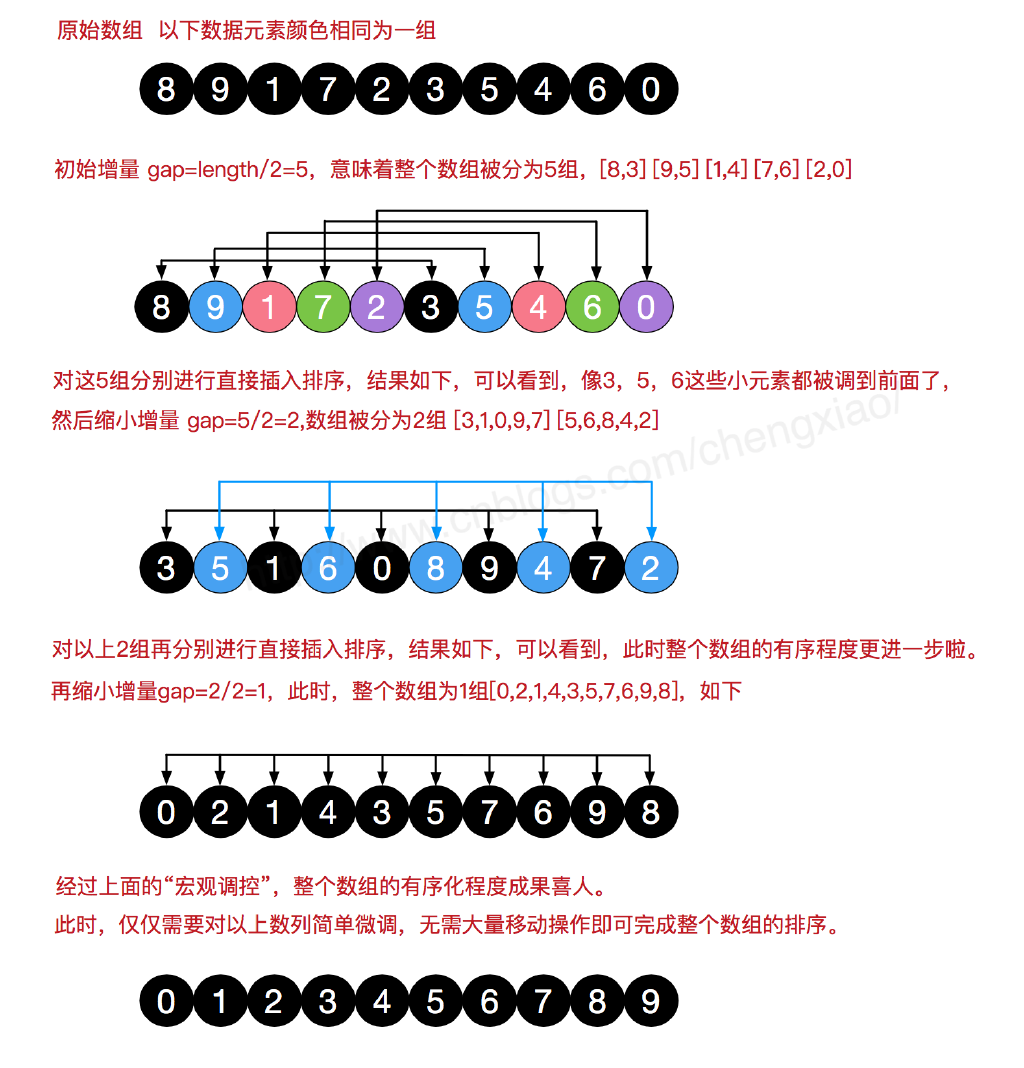 原始数组 以下数据元素颜色相同为一组
8 9 1 7 2 3 5 4 6 0
初始增量 gap=length/2=5，意味着整个数组被分为5组，[8,3] [9,5] [1,4] [7,6] [2,0]
8 9 1 7 2 3 5 4 6 0
对这5组分别进行直接插入排序，结果如下，可以看到，像3，5，6这些小元素都被调到前面了，
然后缩小增量 gap=5/2=2,数组被分为2组 [3,1,0,9,7] [5,6,8,4,2]
http://www.cnblogs.com/chengxiao/
3 5 1 6 0 8 9 4 7 2
对以上2组再分别进行直接插入排序，结果如下，可以看到，此时整个数组的有序程度更进一步啦。
再缩小增量gap=2/2=1，此时，整个数组为1组[0,2,1,4,3,5,7,6,9,8]，如下
0 2 1 4 3 5 7 6 9 8
经过上面的“宏观调控”，整个数组的有序化程度成果喜人。
此时，仅仅需要对以上数列简单微调，无需大量移动操作即可完成整个数组的排序。
0 1 2 3 4 5 6 7 8 9